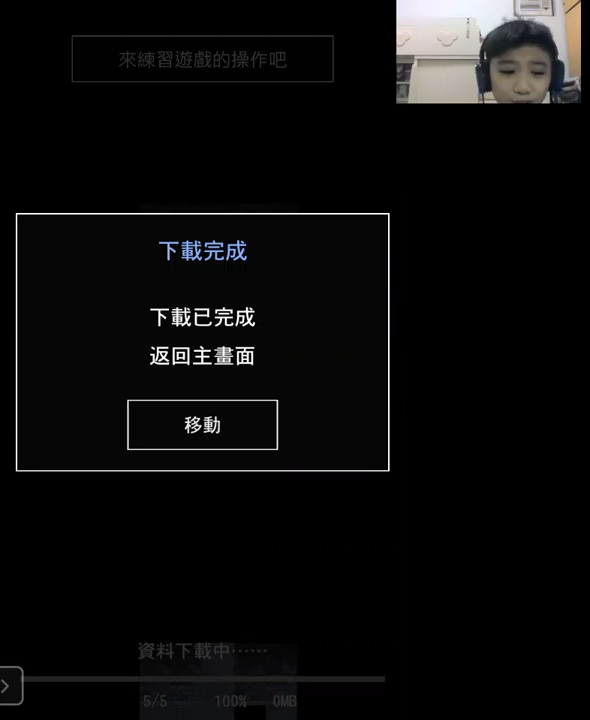 來練習遊戲的操作吧
下載完成
下載已完成
返回主畫面
移動
資料下載中……
5/5 100% 0MB